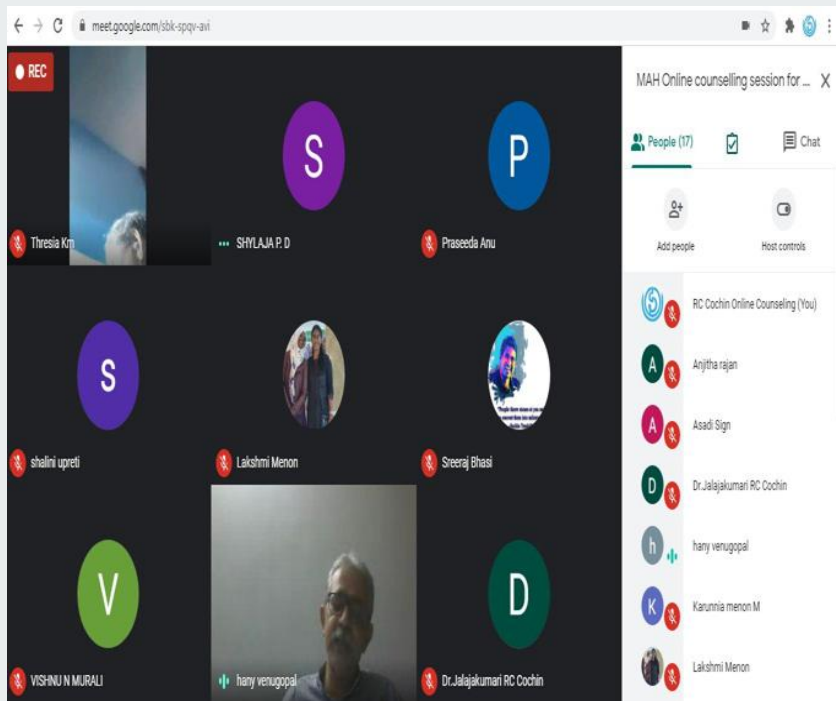 meet.google.com/sbk-spqv-avi
REC
MAH Online counselling session for ...
People (17)
Chat
Add people
Host controls
S
P
Thresia Km
SHYLAJA P. D
Praseeda Anu
S
shalini upreti
Lakshmi Menon
Sreeraj Bhasi
V
D
VISHNU N MURALI
hany venugopal
Dr.Jalajakumari RC Cochin
RC Cochin Online Counseling (You)
A
Anjitha rajan
A
Asadi Sign
D
Dr.Jalajakumari RC Cochin
h
hany venugopal
K
Karunnia menon M
Lakshmi Menon